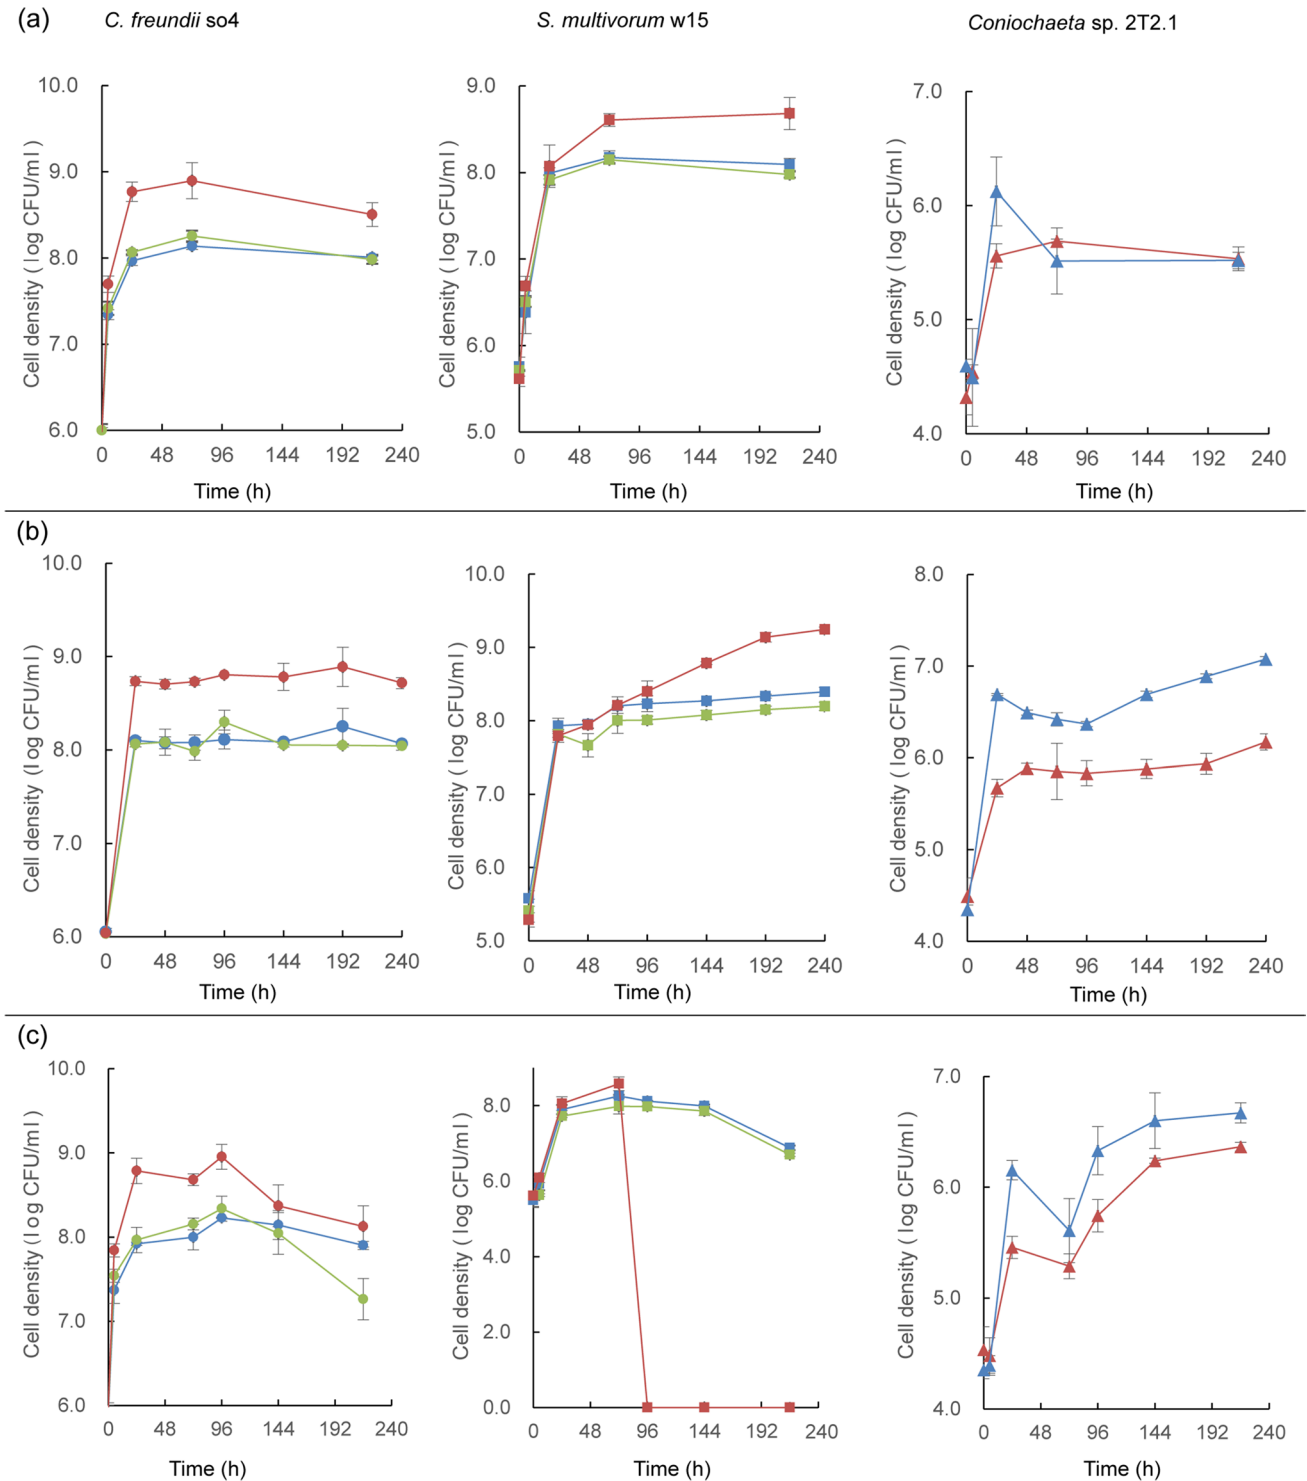 (a)
C. freundii so4
S. multivorum w15
Coniochaeta sp. 2T2.1
Cell density ( log CFU/ml )
10.0
9.0
8.0
7.0
6.0
0 48 96 144 192 240
Time (h)
Cell density ( log CFU/ml )
9.0
8.0
7.0
6.0
5.0
0 48 96 144 192 240
Time (h)
Cell density ( log CFU/ml )
7.0
6.0
5.0
4.0
0 48 96 144 192 240
Time (h)
(b)
Cell density ( log CFU/ml )
10.0
9.0
8.0
7.0
6.0
0 48 96 144 192 240
Time (h)
Cell density ( log CFU/ml )
10.0
9.0
8.0
7.0
6.0
5.0
0 48 96 144 192 240
Time (h)
Cell density ( log CFU/ml )
8.0
7.0
6.0
5.0
4.0
0 48 96 144 192 240
Time (h)
(c)
Cell density ( log CFU/ml )
10.0
9.0
8.0
7.0
6.0
0 48 96 144 192 240
Time (h)
Cell density ( log CFU/ml )
8.0
6.0
4.0
2.0
0.0
0 48 96 144 192 240
Time (h)
Cell density ( log CFU/ml )
7.0
6.0
5.0
4.0
0 48 96 144 192 240
Time (h)